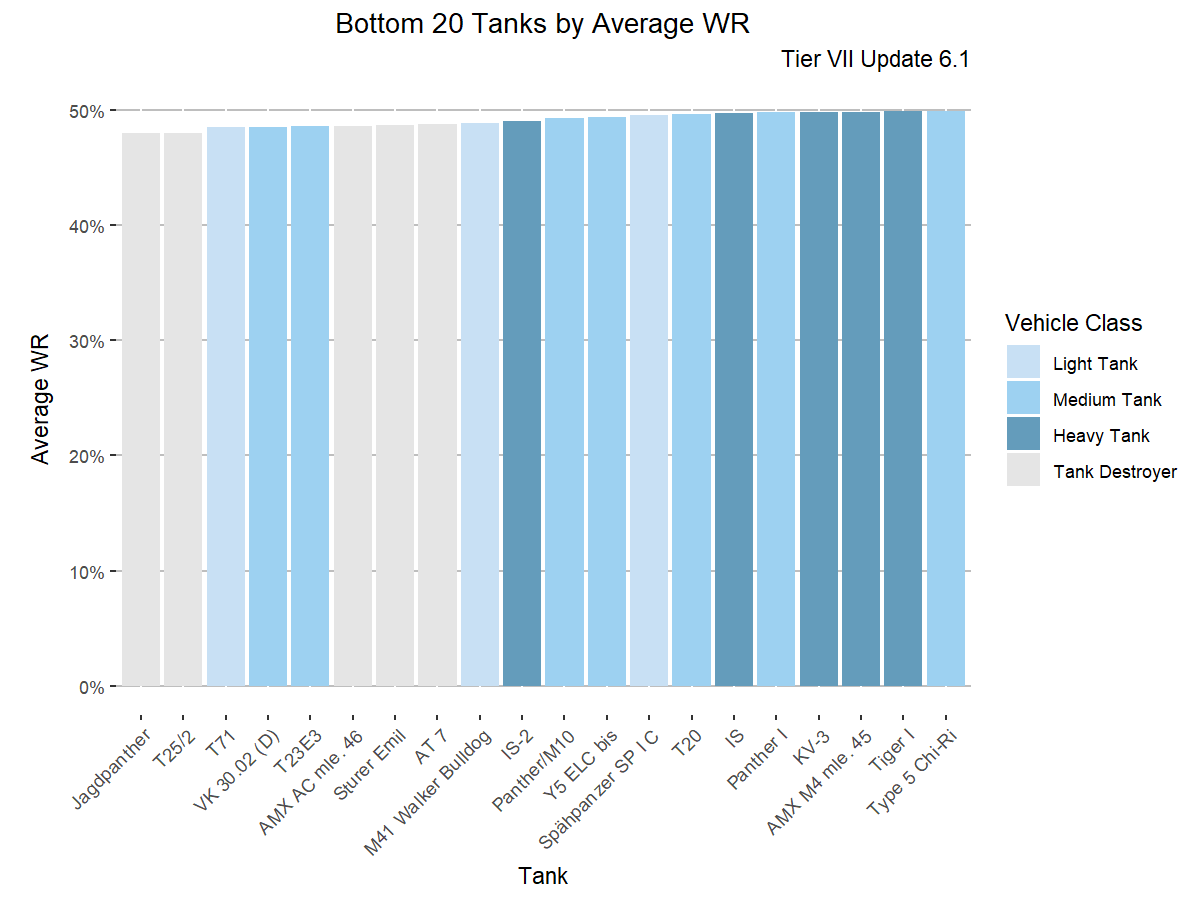 Bottom 20 Tanks by Average WR
Tier VII Update 6.1
50%
40%
30%
20%
10%
0%
Average WR
Jagdpanther
T25/2
T71
VK 30.02 (D)
T23E3
AMX AC mle. 46
Sturer Emil
AT 7
M41 Walker Bulldog
IS-2
Panther/M10
Y5 ELC bis
Spähpanzer SP I C
T20
IS
Panther I
KV-3
AMX M4 mle. 45
Tiger I
Type 5 Chi-Ri
Tank
Vehicle Class
Light Tank
Medium Tank
Heavy Tank
Tank Destroyer